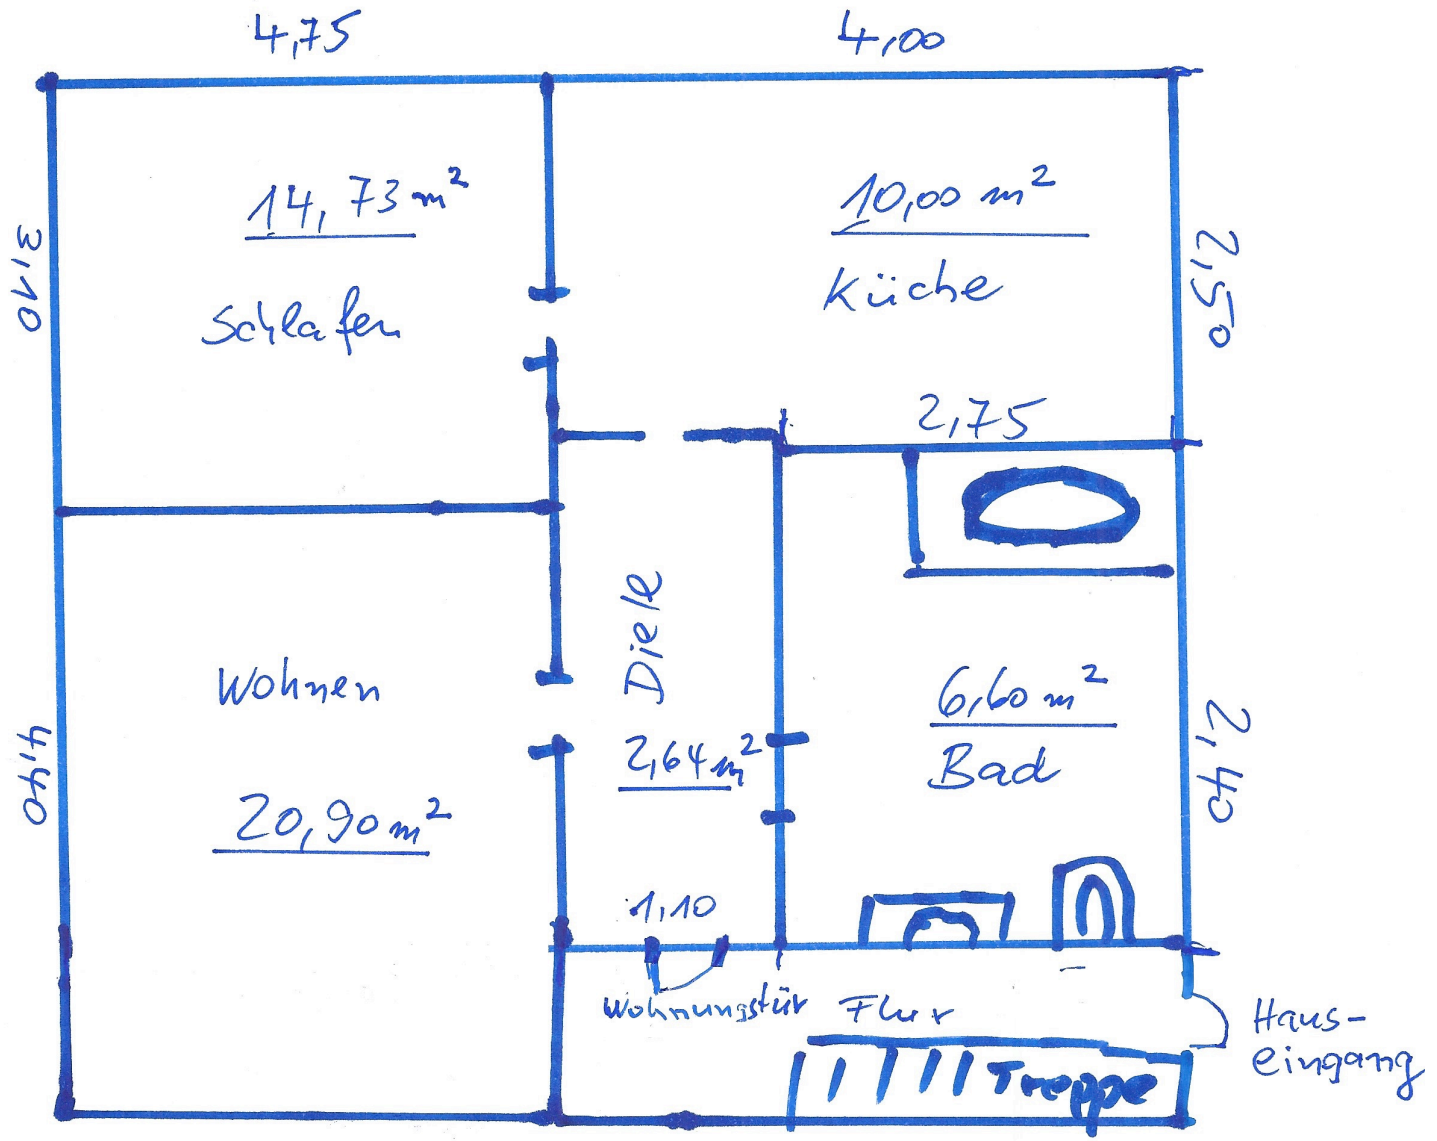 4,75
4,00
14,73 m²
Schlafen
3,10
10,00 m²
Küche
2,50
2,75
Diele
2,64 m²
1,10
Wohnen
20,90 m²
4,40
6,60 m²
Bad
2,40
Wohnungstür
Flur
Treppe
Haus-
eingang